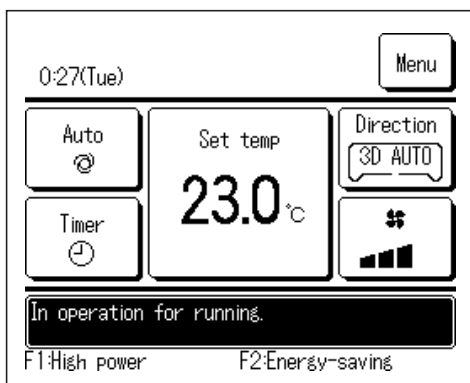 0:27(Tue)
Menu
Auto
Set temp
Direction
3D AUTO
23.0 °C
Timer
In operation for running.
F1:High power
F2:Energy-saving